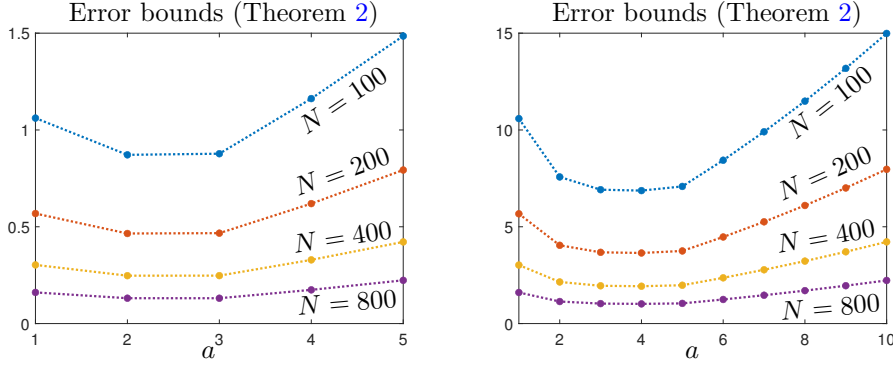 Error bounds (Theorem 2)
1.5
1
0.5
0
N = 100
N = 200
N = 400
N = 800
1 2 3 4 5
a
Error bounds (Theorem 2)
15
10
5
0
N = 100
N = 200
N = 400
N = 800
2 4 6 8 10
a